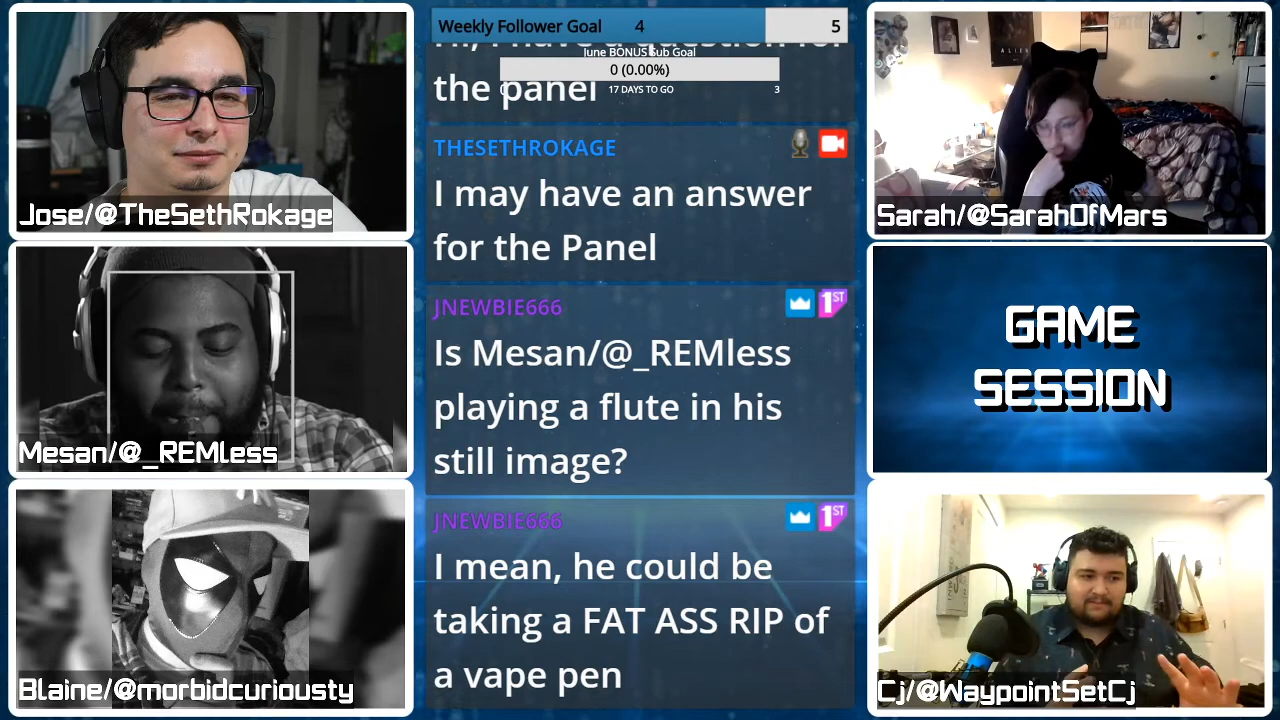 Weekly Follower Goal 4 5
June BONUS Sub Goal
0 (0.00%)
17 DAYS TO GO 3
the panel
THESETHROKAGE
I may have an answer
for the Panel
JNEWBIE666
1ST
Is Mesan/@_REMless
playing a flute in his
still image?
JNEWBIE666
1ST
I mean, he could be
taking a FAT ASS RIP of
a vape pen
Jose/@TheSethRokage
Mesan/@_REMless
Blaine/@morbidcuriousty
ALIEN
Sarah/@SarahOfMars
GAME
SESSION
Cj/@WaypointSetCj